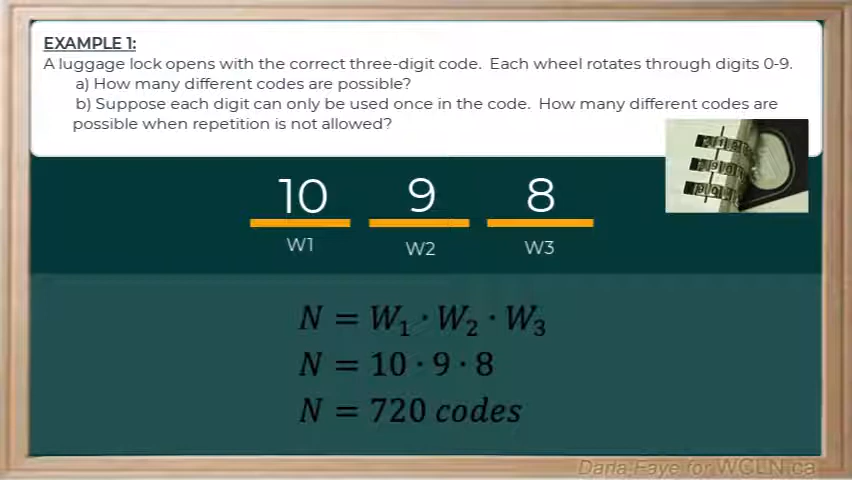 EXAMPLE 1:
A luggage lock opens with the correct three-digit code. Each wheel rotates through digits 0-9.
a) How many different codes are possible?
b) Suppose each digit can only be used once in the code. How many different codes are
possible when repetition is not allowed?
10 9 8
W1 W2 W3
N = W₁ · W₂ · W₃
N = 10 · 9 · 8
N = 720 codes
Darla Faye for WCLN.ca